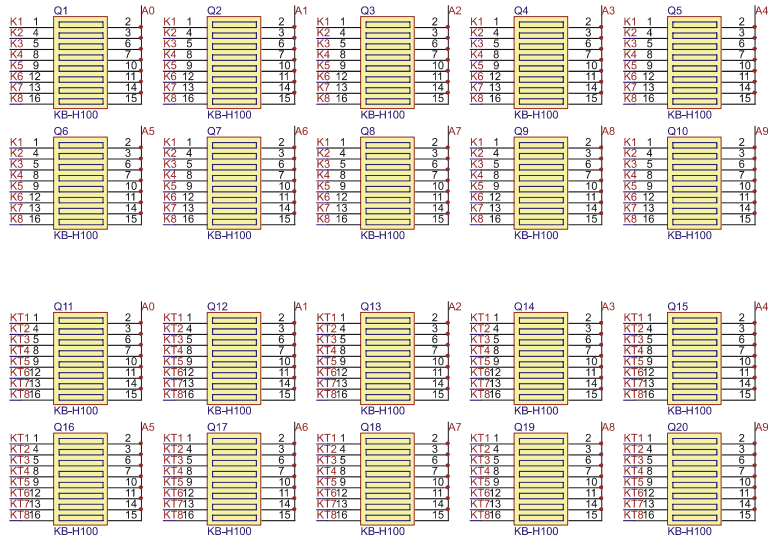 Q1 A0 Q2 A1 Q3 A2 Q4 A3 Q5 A4
K1 1 2 K1 1 2 K1 1 2 K1 1 2 K1 1 2
K2 4 3 K2 4 3 K2 4 3 K2 4 3 K2 4 3
K3 5 6 K3 5 6 K3 5 6 K3 5 6 K3 5 6
K4 8 7 K4 8 7 K4 8 7 K4 8 7 K4 8 7
K5 9 10 K5 9 10 K5 9 10 K5 9 10 K5 9 10
K6 12 11 K6 12 11 K6 12 11 K6 12 11 K6 12 11
K7 13 14 K7 13 14 K7 13 14 K7 13 14 K7 13 14
K8 16 15 K8 16 15 K8 16 15 K8 16 15 K8 16 15
KB-H100 KB-H100 KB-H100 KB-H100 KB-H100
Q6 A5 Q7 A6 Q8 A7 Q9 A8 Q10 A9
K1 1 2 K1 1 2 K1 1 2 K1 1 2 K1 1 2
K2 4 3 K2 4 3 K2 4 3 K2 4 3 K2 4 3
K3 5 6 K3 5 6 K3 5 6 K3 5 6 K3 5 6
K4 8 7 K4 8 7 K4 8 7 K4 8 7 K4 8 7
K5 9 10 K5 9 10 K5 9 10 K5 9 10 K5 9 10
K6 12 11 K6 12 11 K6 12 11 K6 12 11 K6 12 11
K7 13 14 K7 13 14 K7 13 14 K7 13 14 K7 13 14
K8 16 15 K8 16 15 K8 16 15 K8 16 15 K8 16 15
KB-H100 KB-H100 KB-H100 KB-H100 KB-H100
Q11 A0 Q12 A1 Q13 A2 Q14 A3 Q15 A4
KT1 1 2 KT1 1 2 KT1 1 2 KT1 1 2 KT1 1 2
KT2 4 3 KT2 4 3 KT2 4 3 KT2 4 3 KT2 4 3
KT3 5 6 KT3 5 6 KT3 5 6 KT3 5 6 KT3 5 6
KT4 8 7 KT4 8 7 KT4 8 7 KT4 8 7 KT4 8 7
KT5 9 10 KT5 9 10 KT5 9 10 KT5 9 10 KT5 9 10
KT6 12 11 KT6 12 11 KT6 12 11 KT6 12 11 KT6 12 11
KT7 13 14 KT7 13 14 KT7 13 14 KT7 13 14 KT7 13 14
KT8 16 15 KT8 16 15 KT8 16 15 KT8 16 15 KT8 16 15
KB-H100 KB-H100 KB-H100 KB-H100 KB-H100
Q16 A5 Q17 A6 Q18 A7 Q19 A8 Q20 A9
KT1 1 2 KT1 1 2 KT1 1 2 KT1 1 2 KT1 1 2
KT2 4 3 KT2 4 3 KT2 4 3 KT2 4 3 KT2 4 3
KT3 5 6 KT3 5 6 KT3 5 6 KT3 5 6 KT3 5 6
KT4 8 7 KT4 8 7 KT4 8 7 KT4 8 7 KT4 8 7
KT5 9 10 KT5 9 10 KT5 9 10 KT5 9 10 KT5 9 10
KT6 12 11 KT6 12 11 KT6 12 11 KT6 12 11 KT6 12 11
KT7 13 14 KT7 13 14 KT7 13 14 KT7 13 14 KT7 13 14
KT8 16 15 KT8 16 15 KT8 16 15 KT8 16 15 KT8 16 15
KB-H100 KB-H100 KB-H100 KB-H100 KB-H100